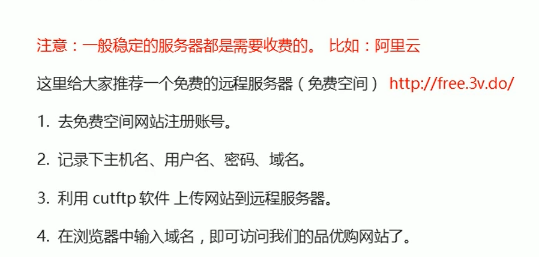 注意：一般稳定的服务器都是需要收费的。 比如：阿里云
这里给大家推荐一个免费的远程服务器（免费空间） http://free.3v.do/
1. 去免费空间网站注册账号。
2. 记录下主机名、用户名、密码、域名。
3. 利用 cutftp 软件 上传网站到远程服务器。
4. 在浏览器中输入域名，即可访问我们的品优购网站了。